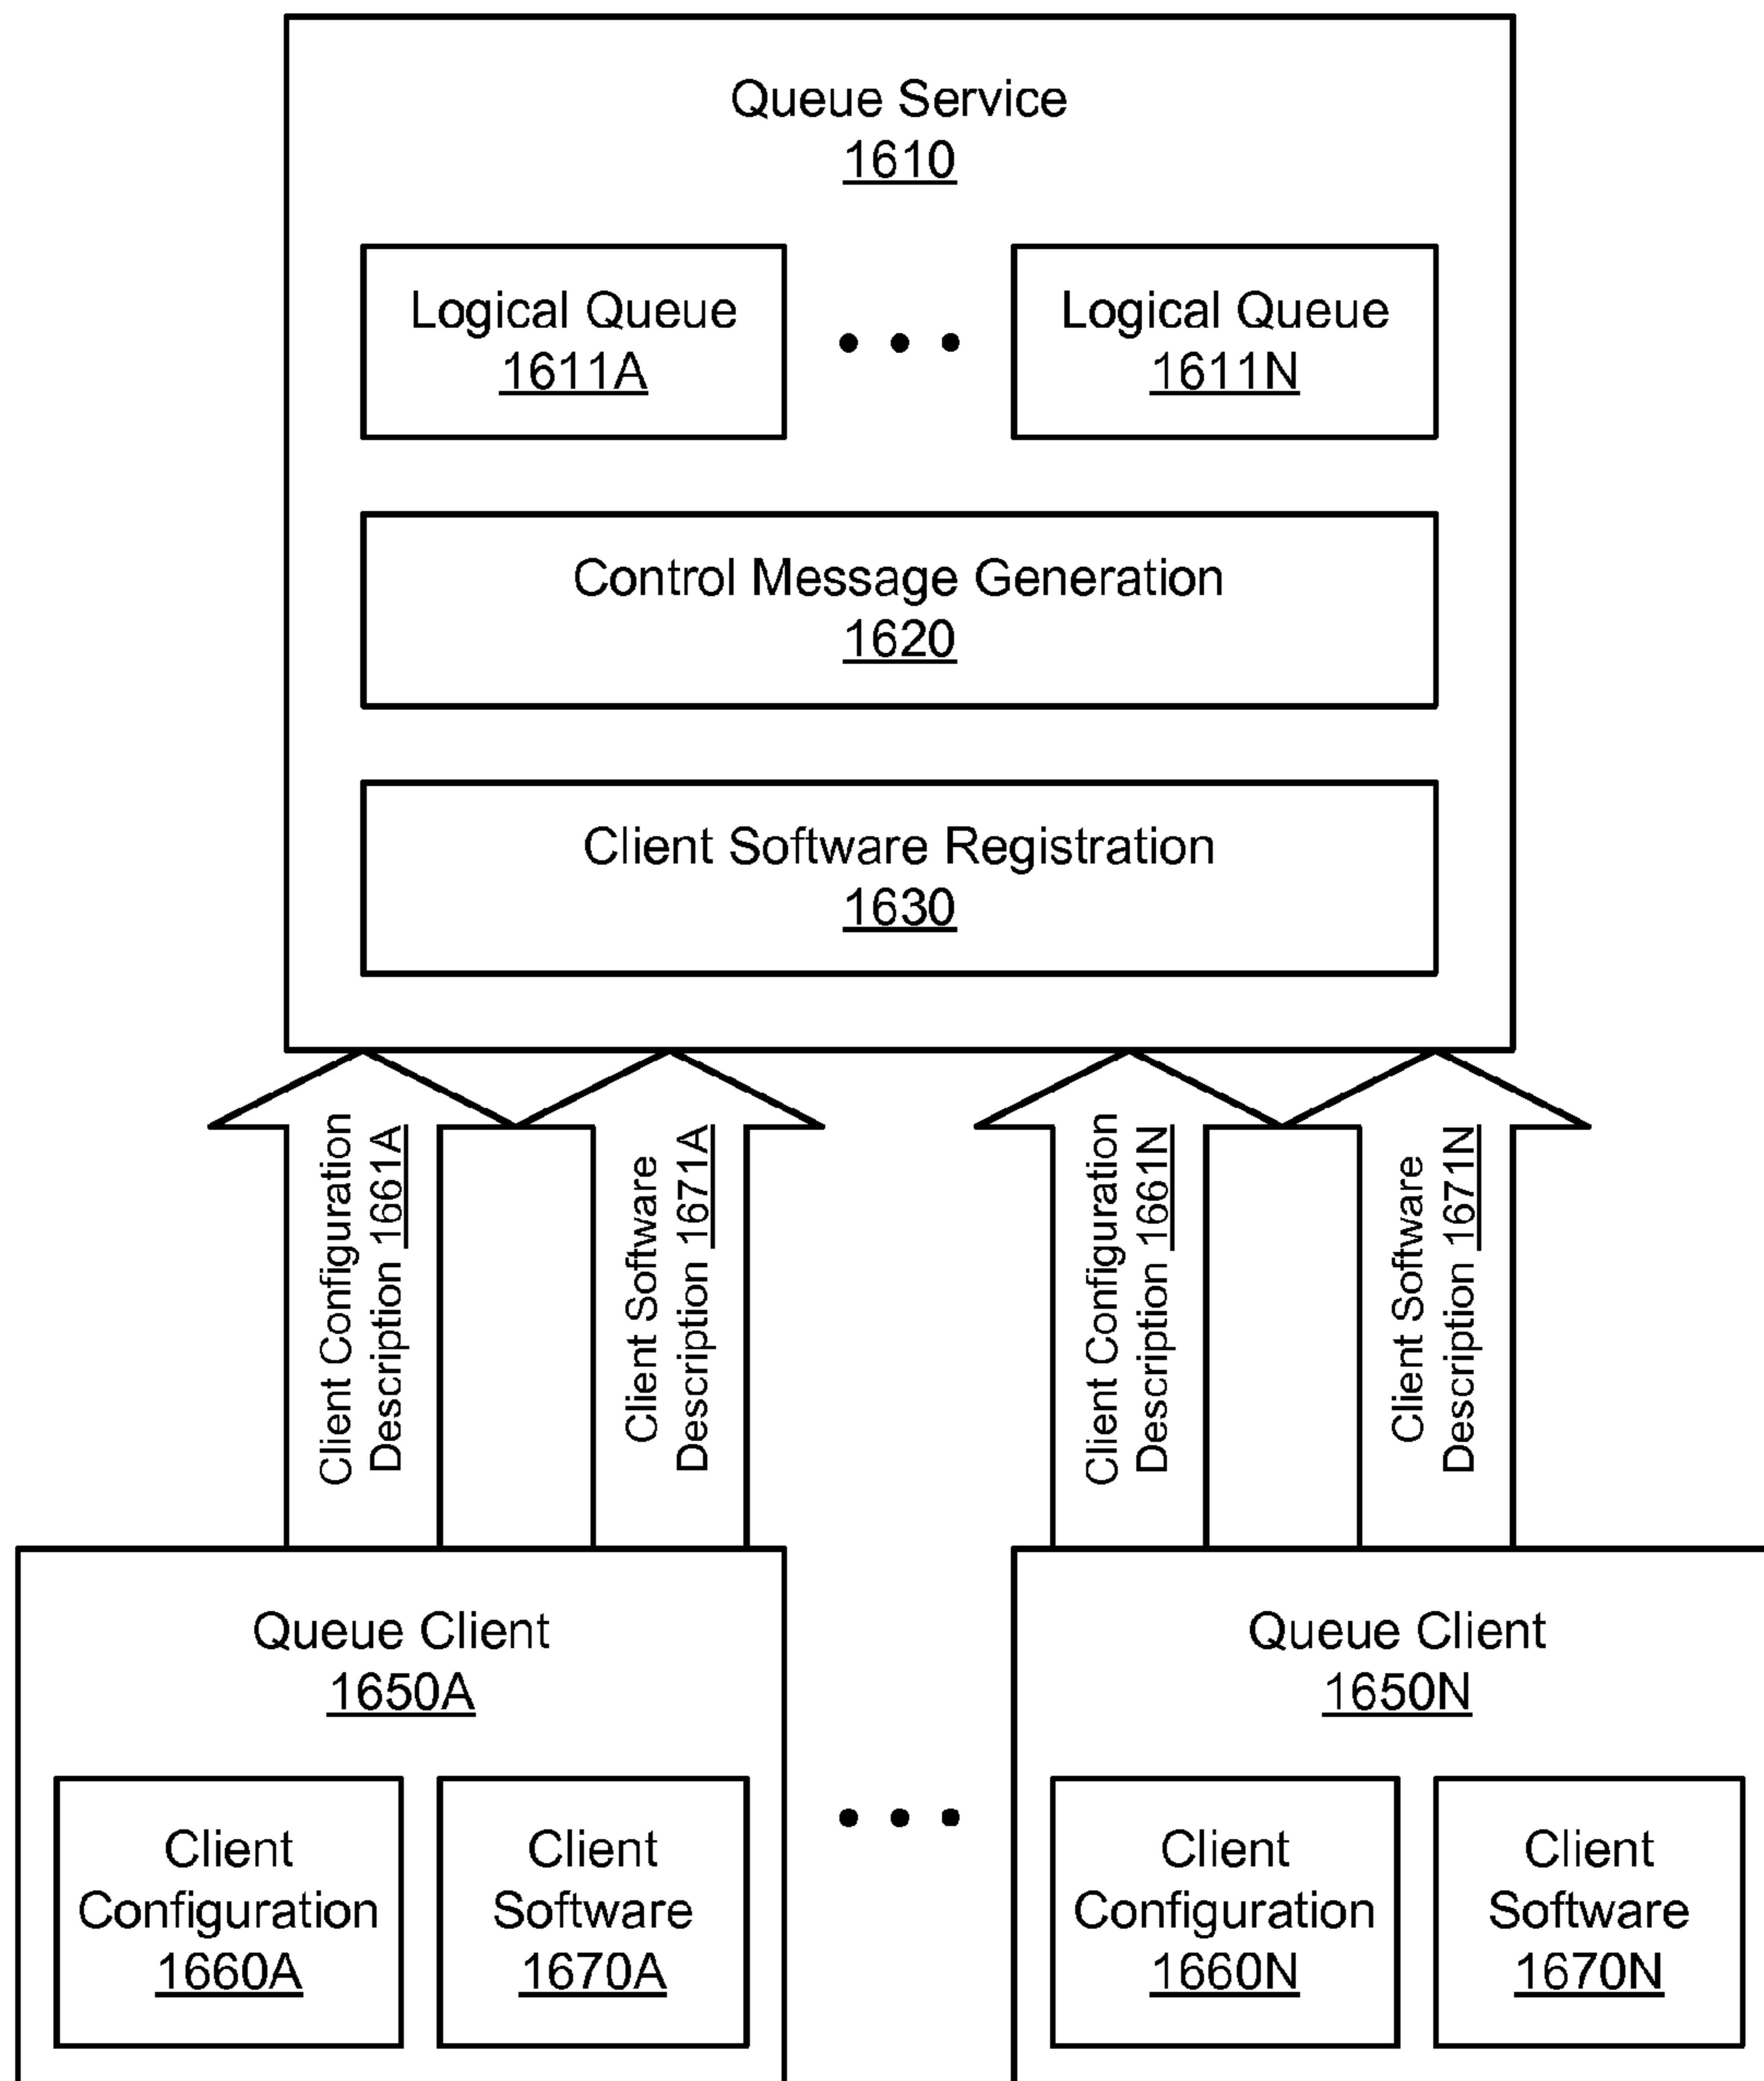 Queue Service
1610
Logical Queue
1611A
Logical Queue
1611N
Control Message Generation
1620
Client Software Registration
1630
Client Configuration
Description 1661A
Client Software
Description 1671A
Client Configuration
Description 1661N
Client Software
Description 1671N
Queue Client
1650A
Client
Configuration
1660A
Client
Software
1670A
Queue Client
1650N
Client
Configuration
1660N
Client
Software
1670N